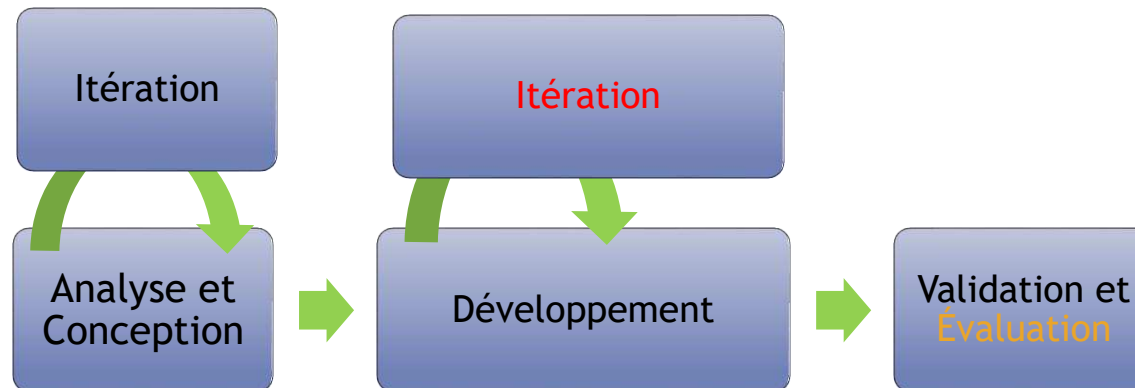 Itération
Itération
Analyse et
Conception
Développement
Validation et
Évaluation